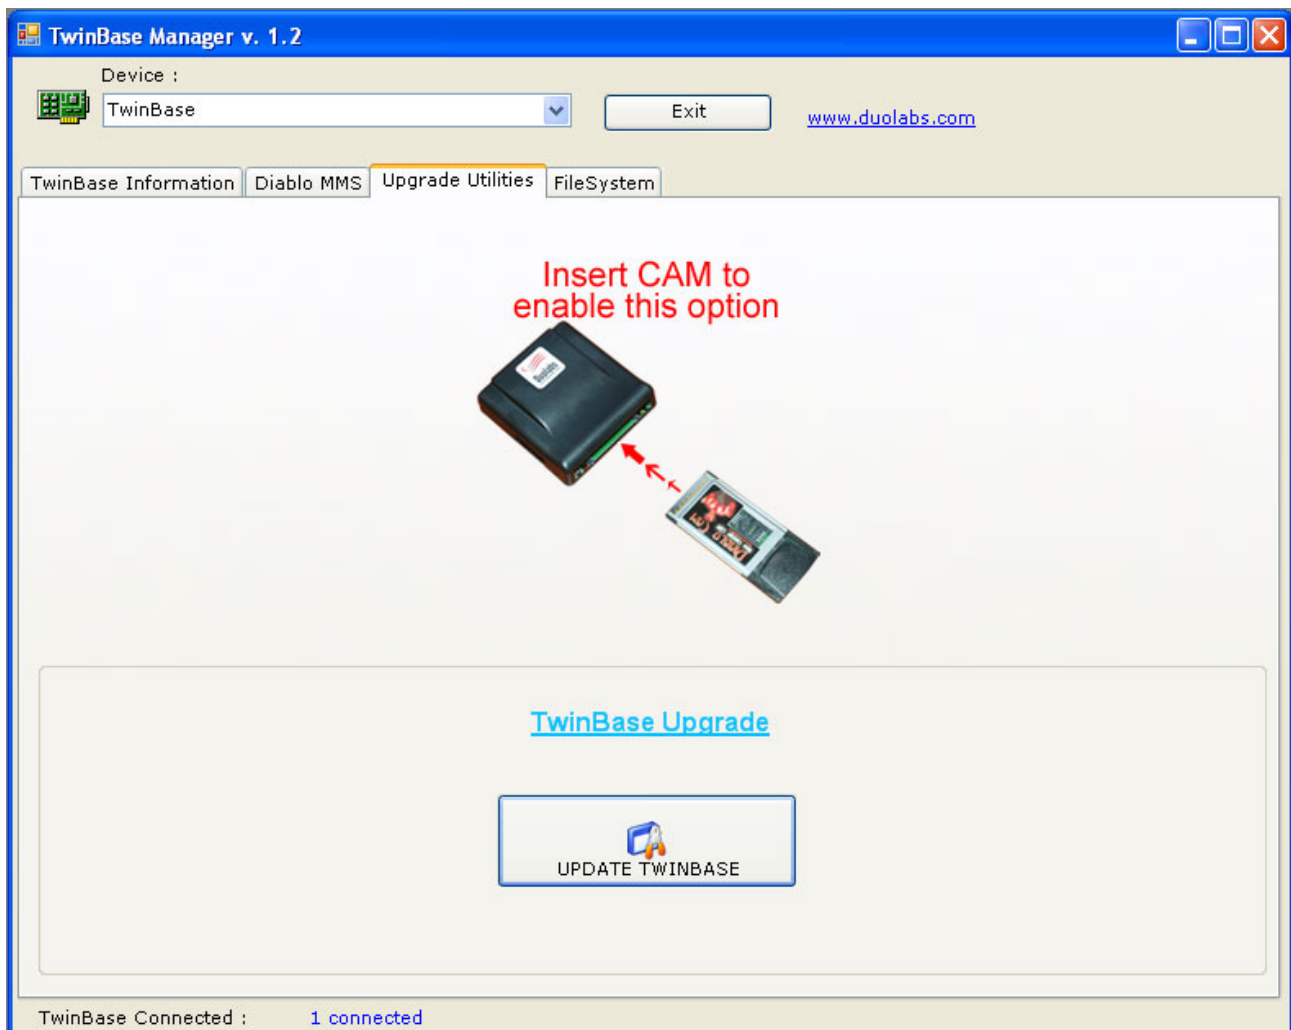 TwinBase Manager v. 1.2
Device :
TwinBase
Exit
www.duolabs.com
TwinBase Information
Diablo MMS
Upgrade Utilities
FileSystem
Insert CAM to
enable this option
Duolabs
TwinBase Upgrade
UPDATE TWINBASE
TwinBase Connected :
1 connected